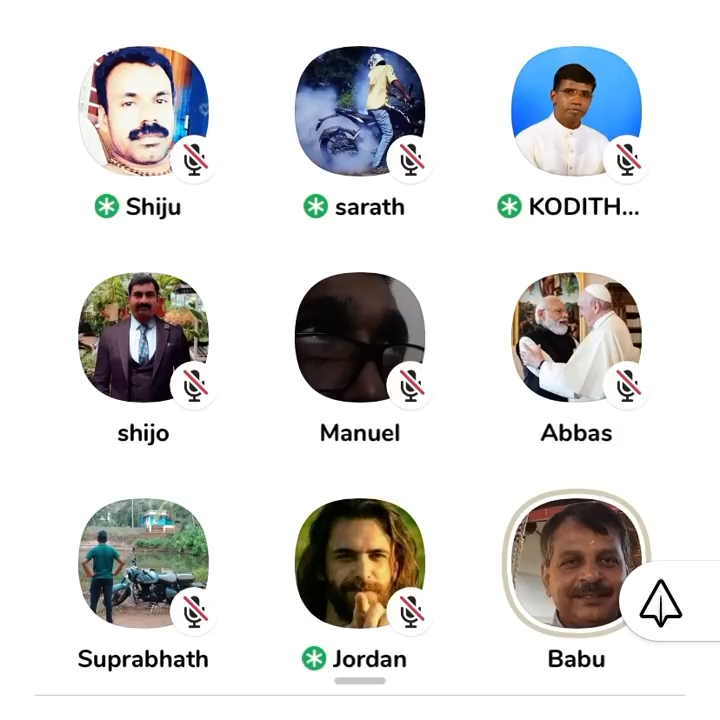 Shiju
sarath
KODITH...
shijo
Manuel
Abbas
Suprabhath
Jordan
Babu